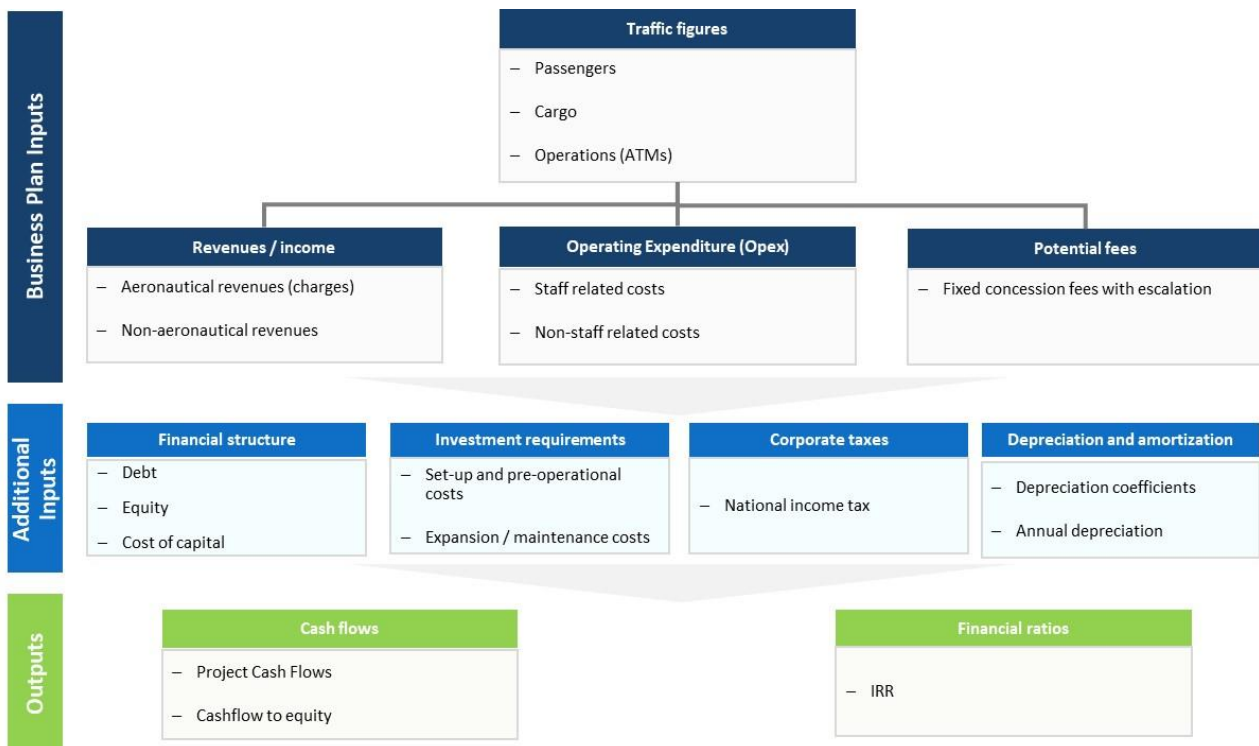 Business Plan Inputs
Traffic figures
– Passengers
– Cargo
– Operations (ATMs)
Revenues / income
– Aeronautical revenues (charges)
– Non-aeronautical revenues
Operating Expenditure (Opex)
– Staff related costs
– Non-staff related costs
Potential fees
– Fixed concession fees with escalation
Additional
Inputs
Financial structure
– Debt
– Equity
– Cost of capital
Investment requirements
– Set-up and pre-operational
costs
– Expansion / maintenance costs
Corporate taxes
– National income tax
Depreciation and amortization
– Depreciation coefficients
– Annual depreciation
Outputs
Cash flows
– Project Cash Flows
– Cashflow to equity
Financial ratios
– IRR